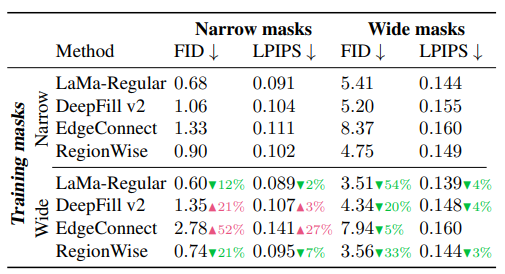 Narrow masks Wide masks
Method FID ↓ LPIPS ↓ FID ↓ LPIPS ↓
Training masks
Narrow
LaMa-Regular 0.68 0.091 5.41 0.144
DeepFill v2 1.06 0.104 5.20 0.155
EdgeConnect 1.33 0.111 8.37 0.160
RegionWise 0.90 0.102 4.75 0.149
Wide
LaMa-Regular 0.60▼12% 0.089▼2% 3.51▼54% 0.139▼4%
DeepFill v2 1.35▲21% 0.107▲3% 4.34▼20% 0.148▼4%
EdgeConnect 2.78▲52% 0.141▲27% 7.94▼5% 0.160
RegionWise 0.74▼21% 0.095▼7% 3.56▼33% 0.144▼3%